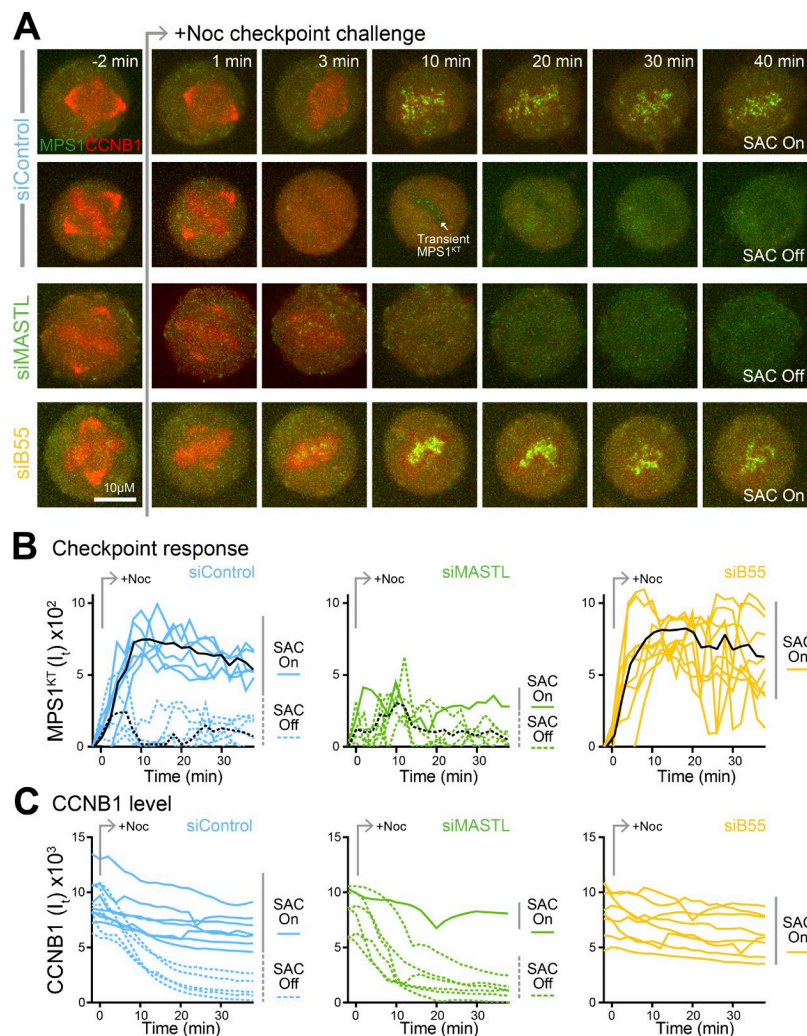 A
+Noc checkpoint challenge
-2 min 1 min 3 min 10 min 20 min 30 min 40 min
siControl
MPS1CCNB1
SAC On
Transient
MPS1ᴷᵀ
SAC Off
siMASTL
SAC Off
siB55
10µM
SAC On
B Checkpoint response
siControl siMASTL siB55
+Noc +Noc +Noc
MPS1ᴷᵀ (Iₜ) x10²
10
5
0
0 10 20 30
Time (min)
SAC
On
SAC
Off
10
5
0
0 10 20 30
Time (min)
SAC
On
SAC
Off
10
5
0
0 10 20 30
Time (min)
SAC
On
C CCNB1 level
siControl siMASTL siB55
+Noc +Noc +Noc
CCNB1 (Iₜ) x10³
15
10
5
0
0 10 20 30
Time (min)
SAC
On
SAC
Off
15
10
5
0
0 10 20 30
Time (min)
SAC
On
SAC
Off
15
10
5
0
0 10 20 30
Time (min)
SAC
On